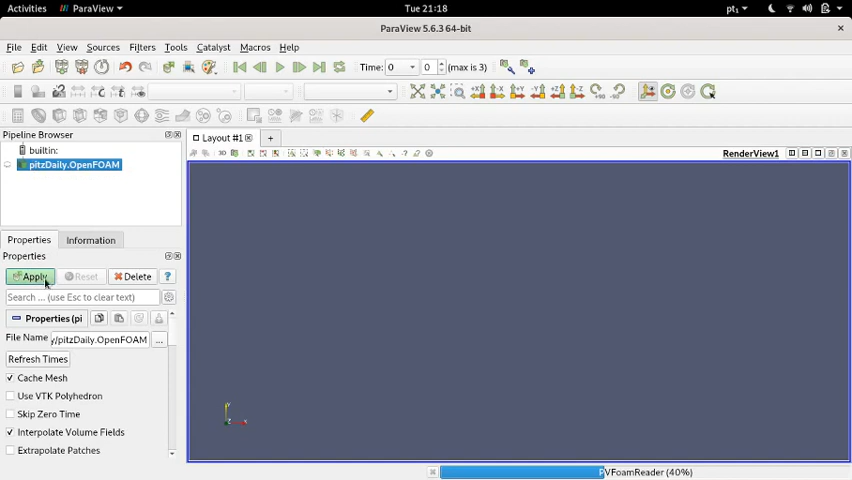 Activities ParaView Tue 21:18 pt1
ParaView 5.6.3 64-bit
File Edit View Sources Filters Tools Catalyst Macros Help
Time: 0 0 (max is 3)
+X -X +Y -Y +Z -Z
Pipeline Browser
Layout #1 +
builtin:
pitzDaily.OpenFOAM
3D
RenderView1
Properties Information
Properties
Apply Reset Delete ?
Search ... (use Esc to clear text)
Properties (pi
File Name y/pitzDaily.OpenFOAM ...
Refresh Times
Cache Mesh
Use VTK Polyhedron
Skip Zero Time
Interpolate Volume Fields
Extrapolate Patches
Y
Z X
PVFoamReader (40%)